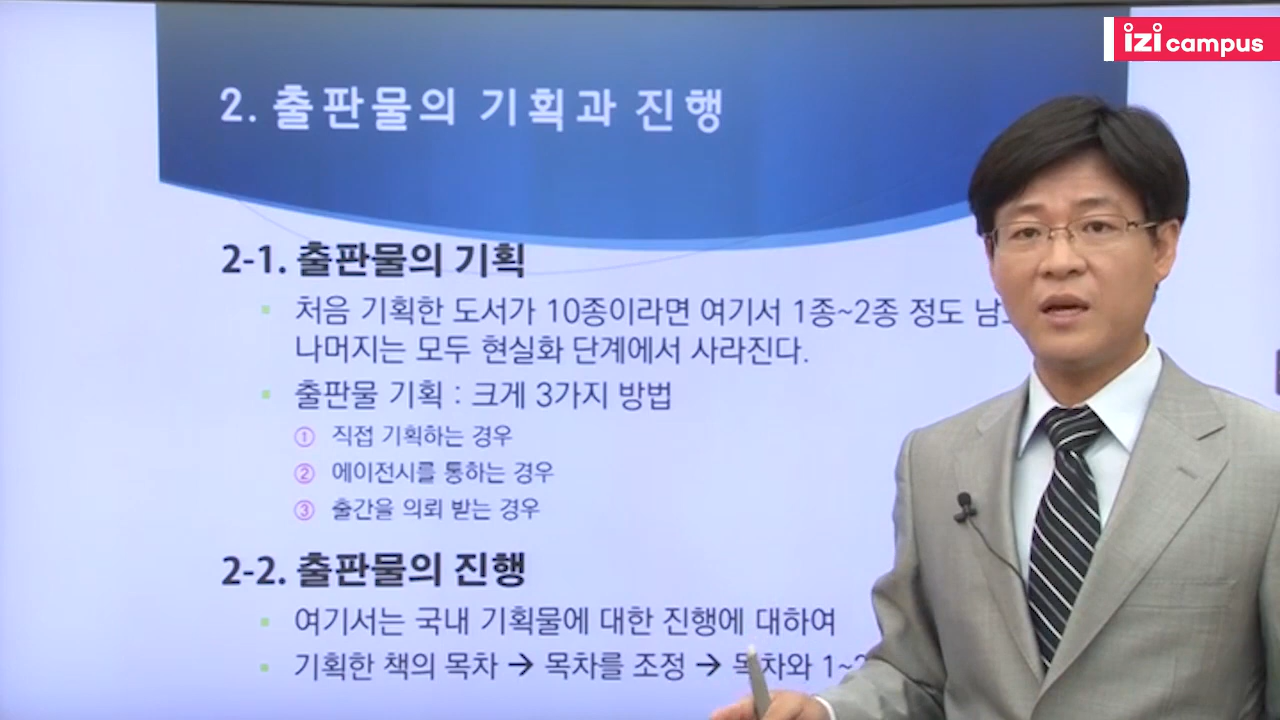 izi campus
2. 출판물의 기획과 진행
2-1. 출판물의 기획
처음 기획한 도서가 10종이라면 여기서 1종~2종 정도
나머지는 모두 현실화 단계에서 사라진다.
출판물 기획 : 크게 3가지 방법
① 직접 기획하는 경우
② 에이전시를 통하는 경우
③ 출간을 의뢰 받는 경우
2-2. 출판물의 진행
여기서는 국내 기획물에 대한 진행에 대하여
기획한 책의 목차 → 목차를 조정 → 목차와 1~2